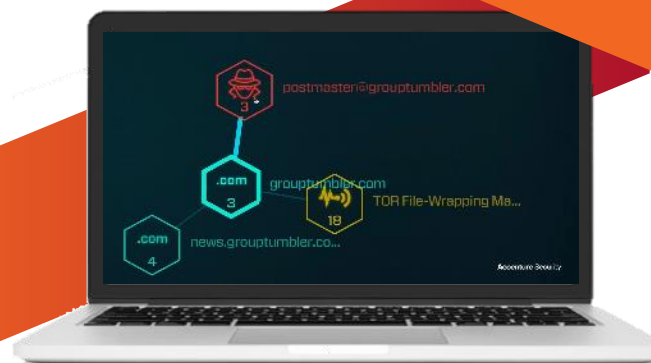 postmaster@grouptumbler.com
3
.com
3
grouptumbler.com
18
TOR File-Wrapping Ma...
.com
4
news.grouptumbler.co...
Accenture Security